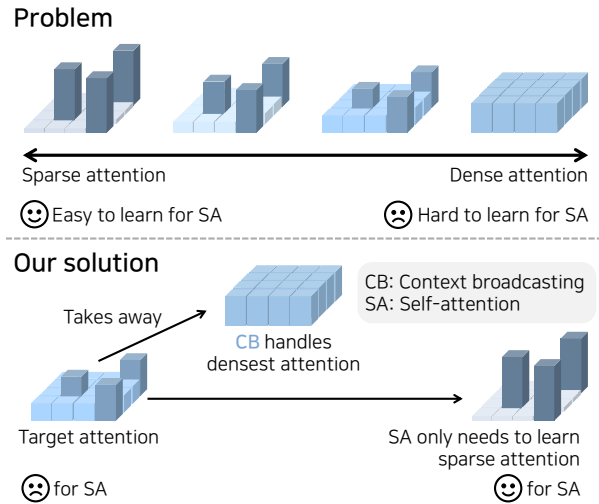 Problem
Sparse attention
Dense attention
Easy to learn for SA
Hard to learn for SA
Our solution
Takes away
CB: Context broadcasting
SA: Self-attention
CB handles
densest attention
Target attention
SA only needs to learn
sparse attention
for SA
for SA